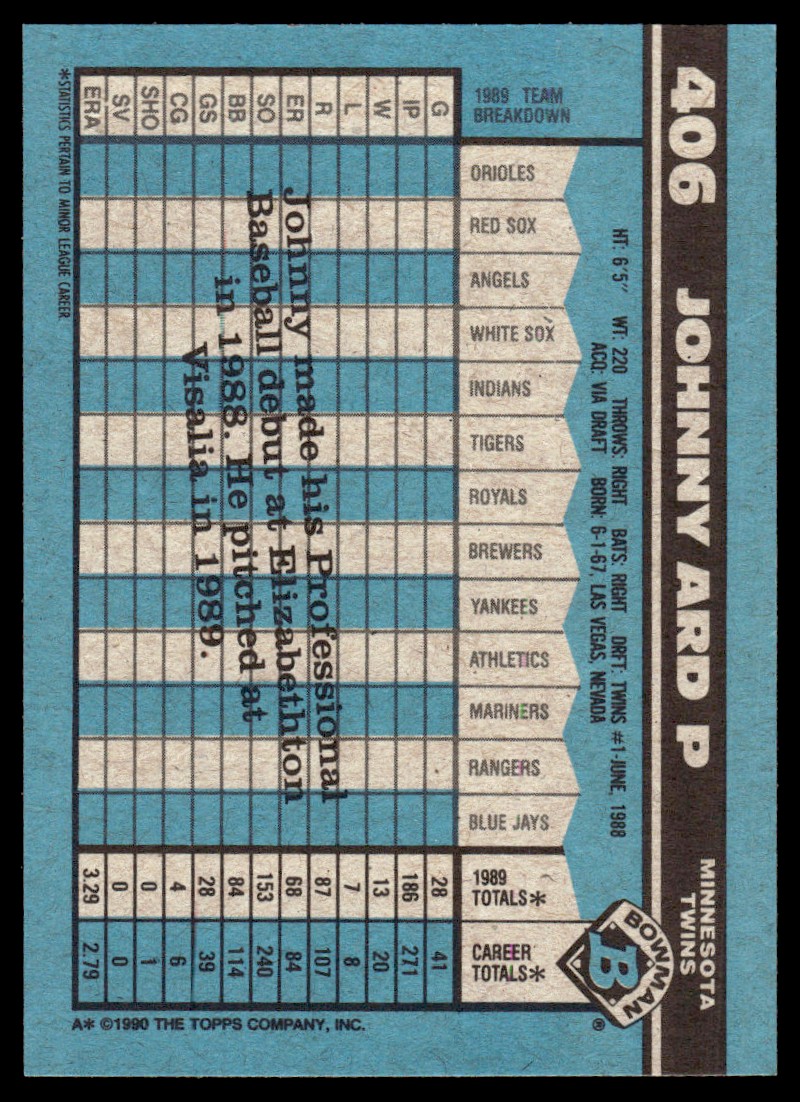 406 JOHNNY ARD P MINNESOTA
TWINS
HT: 6'5" WT: 220 THROWS: RIGHT BATS: RIGHT DRFT: TWINS #1-JUNE, 1988
ACQ: VIA DRAFT BORN: 6-1-67, LAS VEGAS, NEVADA
BOWMAN
B
1989 TEAM
BREAKDOWN
ORIOLES
RED SOX
ANGELS
WHITE SOX
INDIANS
TIGERS
ROYALS
BREWERS
YANKEES
ATHLETICS
MARINERS
RANGERS
BLUE JAYS
1989
TOTALS*
CAREER
TOTALS*
G 28 41
IP 186 271
W 13 20
L 7 8
R 87 107
ER 68 84
SO 153 240
BB 84 114
GS 28 39
CG 4 6
SHO 0 1
SV 0 0
ERA 3.29 2.79
Johnny made his Professional
Baseball debut at Elizabethton
in 1988. He pitched at
Visalia in 1989.
*STATISTICS PERTAIN TO MINOR LEAGUE CAREER
A* ©1990 THE TOPPS COMPANY, INC. ®